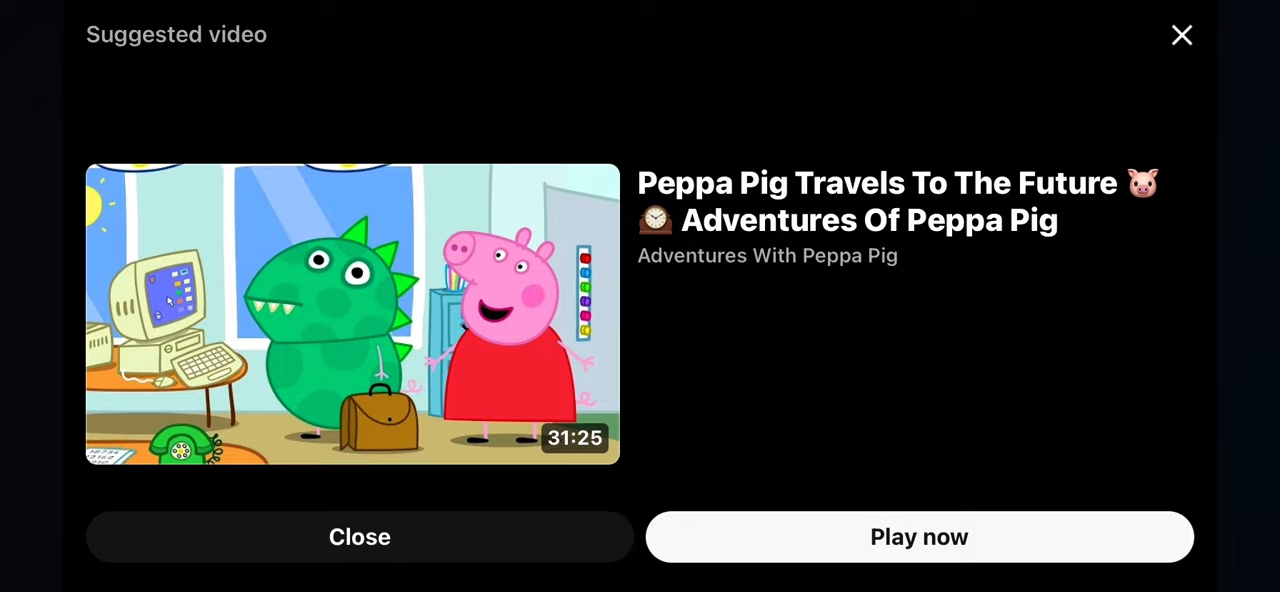 Suggested video
Peppa Pig Travels To The Future 🐷
🕰️ Adventures Of Peppa Pig
Adventures With Peppa Pig
31:25
Close
Play now